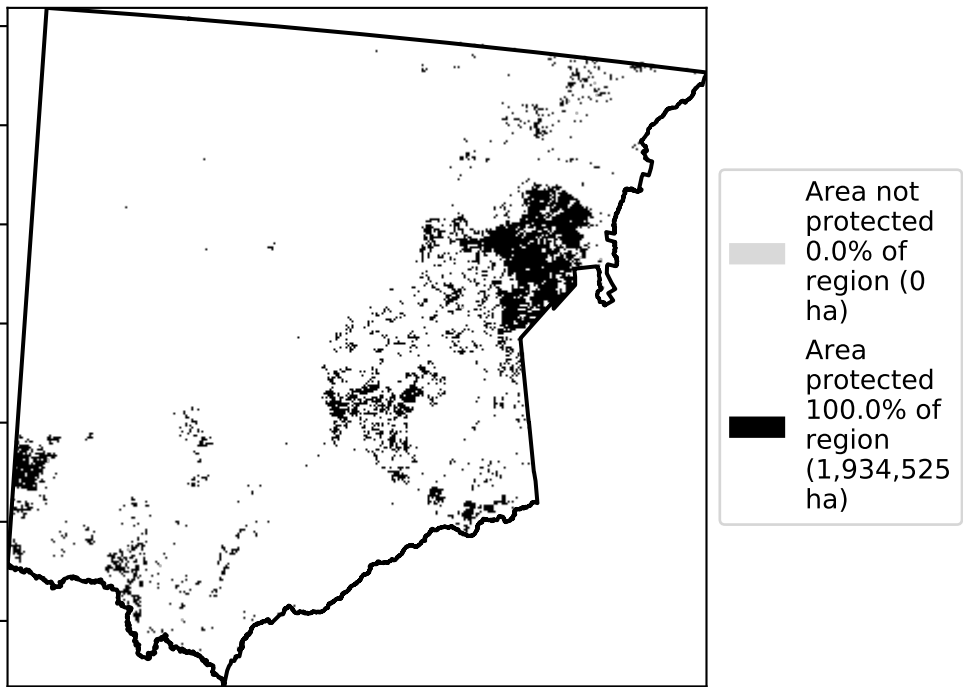 Area not
protected
0.0% of
region (0
ha)
Area
protected
100.0% of
region
(1,934,525
ha)